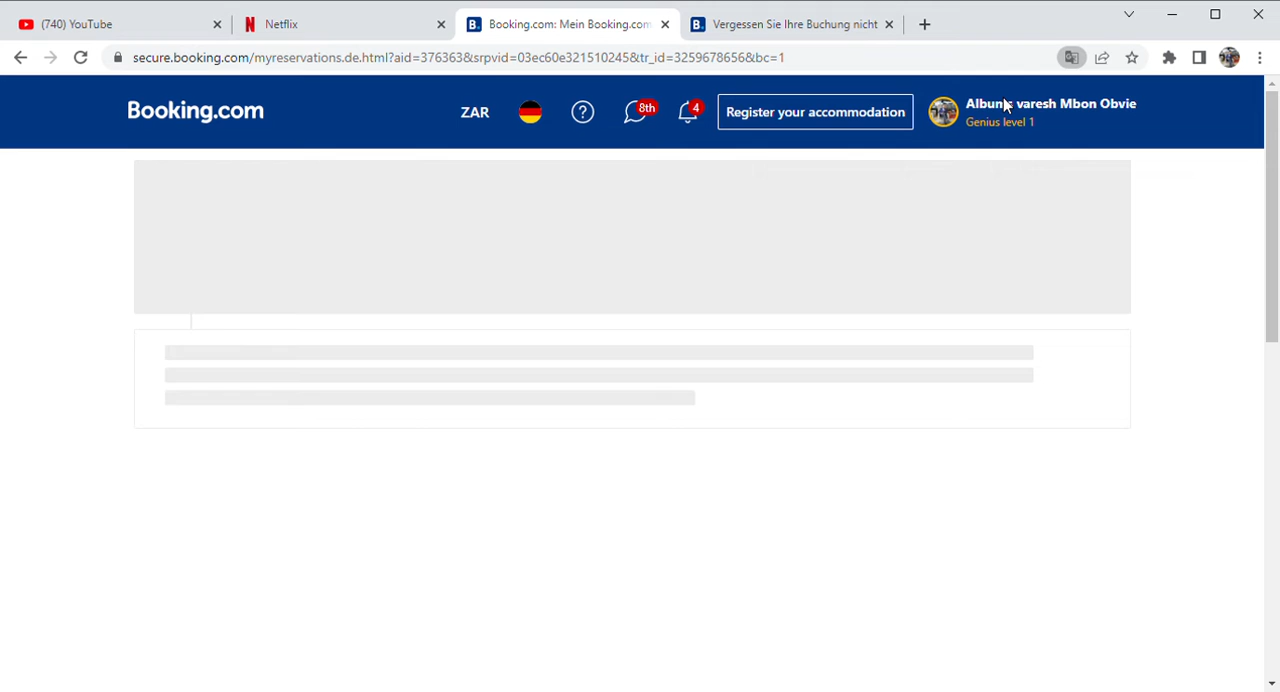 (740) YouTube
Netflix
Booking.com: Mein Booking.com
Vergessen Sie Ihre Buchung nicht
secure.booking.com/myreservations.de.html?aid=376363&srpvid=03ec60e321510245&tr_id=3259678656&bc=1
Booking.com
ZAR
8th
4
Register your accommodation
varesh Mbon Obvie
Genius level 1